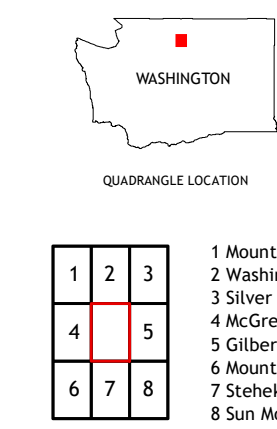 WASHINGTON
QUADRANGLE LOCATION
1 2 3
4 5
6 7 8
1 Mount
2 Washi
3 Silver
4 McGre
5 Gilber
6 Mount
7 Stehek
8 Sun Mo